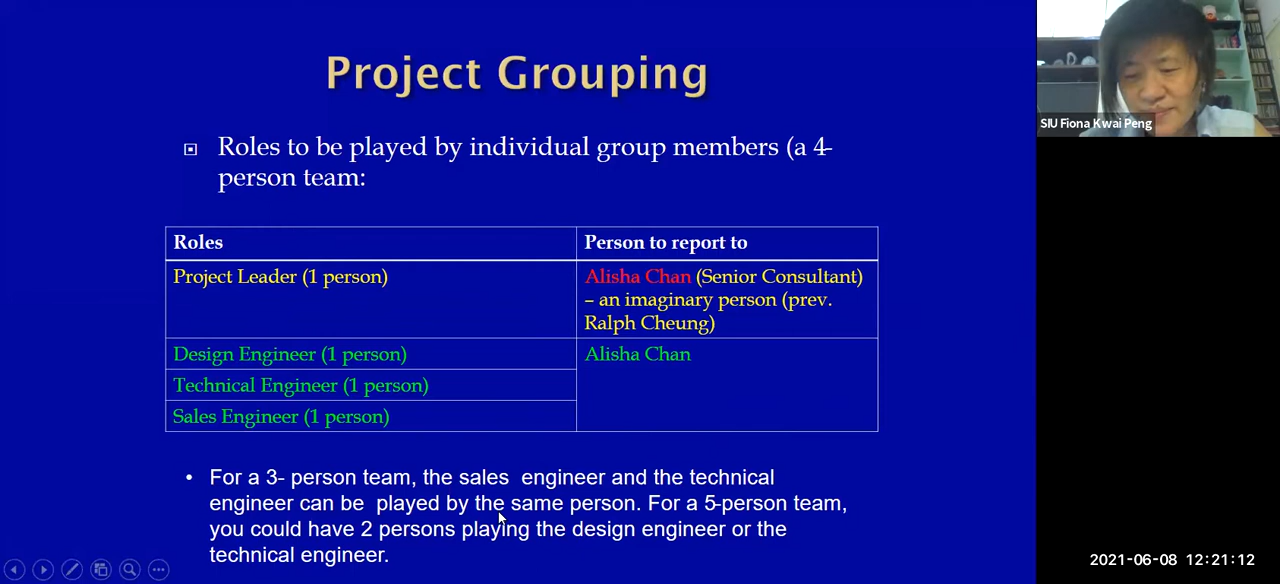 Project Grouping
SIU Fiona Kwai Peng
Roles to be played by individual group members (a 4-
person team:
Roles
Person to report to
Project Leader (1 person)
Alisha Chan (Senior Consultant)
– an imaginary person (prev.
Ralph Cheung)
Design Engineer (1 person)
Alisha Chan
Technical Engineer (1 person)
Sales Engineer (1 person)
• For a 3- person team, the sales engineer and the technical
engineer can be played by the same person. For a 5-person team,
you could have 2 persons playing the design engineer or the
technical engineer.
2021-06-08 12:21:12